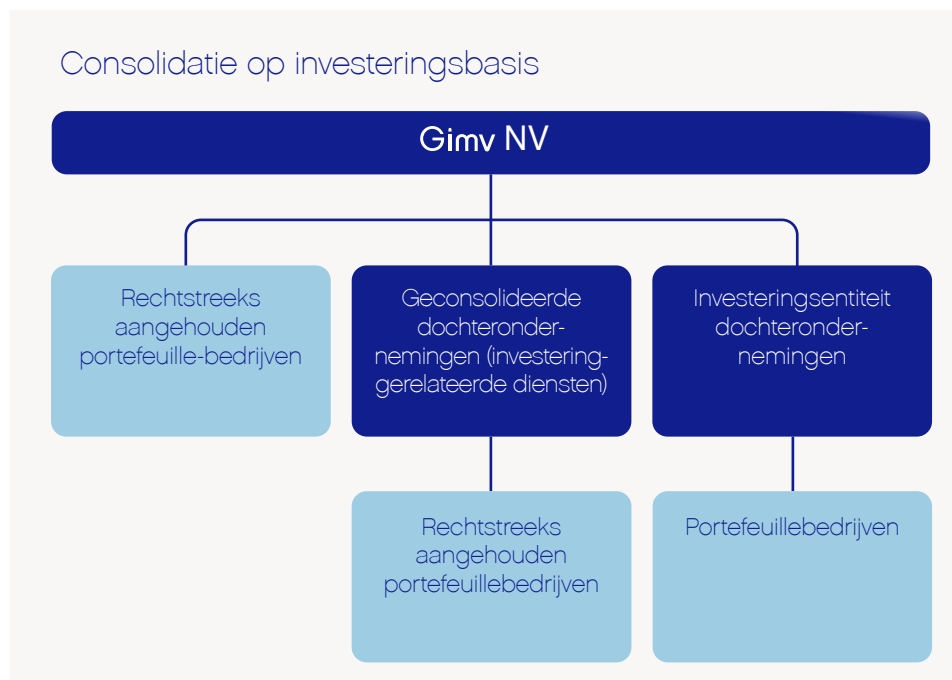 Consolidatie op investeringsbasis
Gimv NV
Rechtstreeks
aangehouden
portefeuille-bedrijven
Geconsolideerde
dochteronder-
nemingen (investering-
gerelateerde diensten)
Investeringsentiteit
dochteronder-
nemingen
Rechtstreeks
aangehouden
portefeuillebedrijven
Portefeuillebedrijven